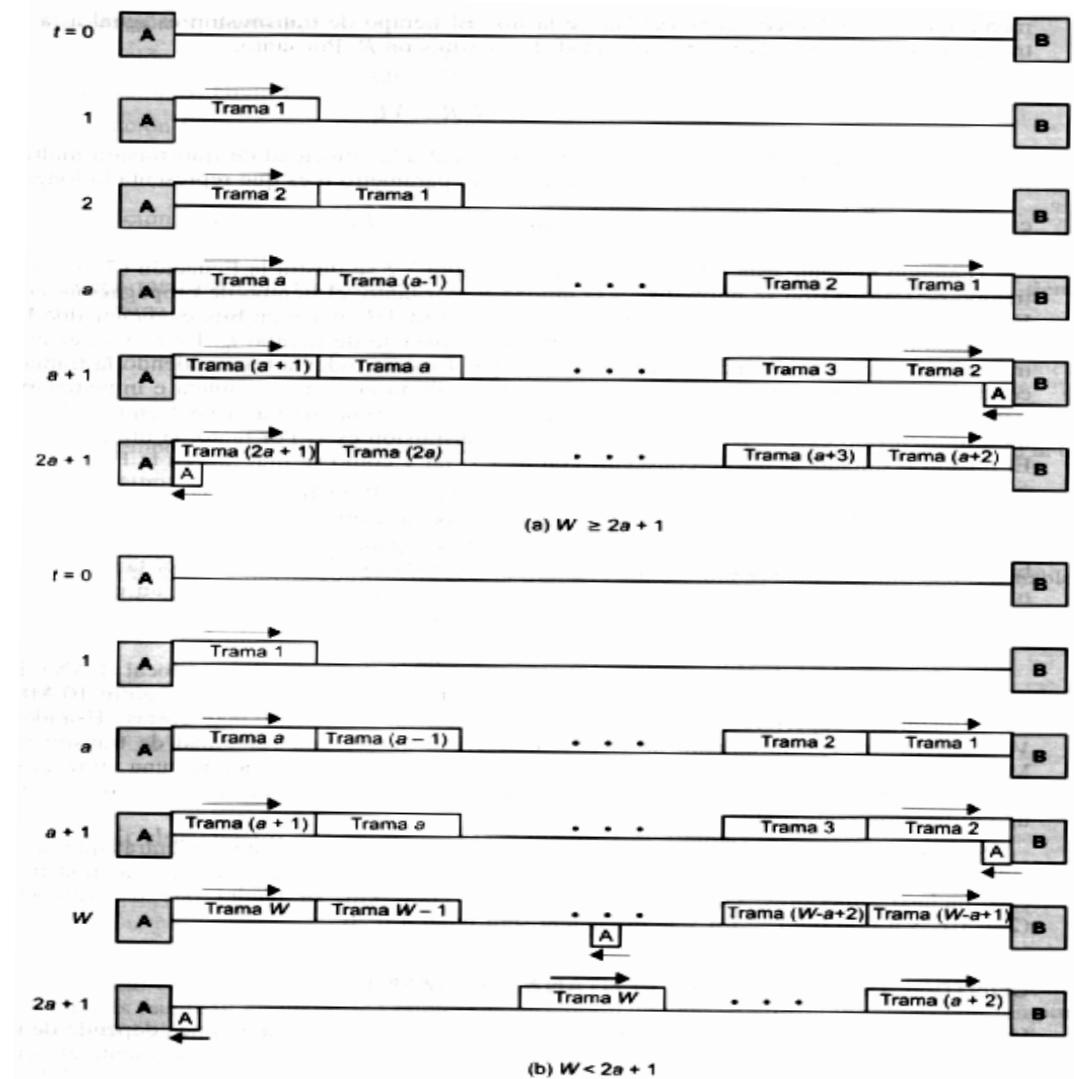 t = 0 A B
1 A Trama 1 B
2 A Trama 2 Trama 1 B
a A Trama a Trama (a-1) • • • Trama 2 Trama 1 B
a + 1 A Trama (a + 1) Trama a • • • Trama 3 Trama 2 B
A
2a + 1 A Trama (2a + 1) Trama (2a) • • • Trama (a+3) Trama (a+2) B
A
(a) W ≥ 2a + 1
t = 0 A B
1 A Trama 1 B
a A Trama a Trama (a – 1) • • • Trama 2 Trama 1 B
a + 1 A Trama (a + 1) Trama a • • • Trama 3 Trama 2 B
A
W A Trama W Trama W – 1 • • • Trama (W-a+2) Trama (W-a+1) B
A
2a + 1 A Trama W • • • Trama (a + 2) B
A
(b) W < 2a + 1